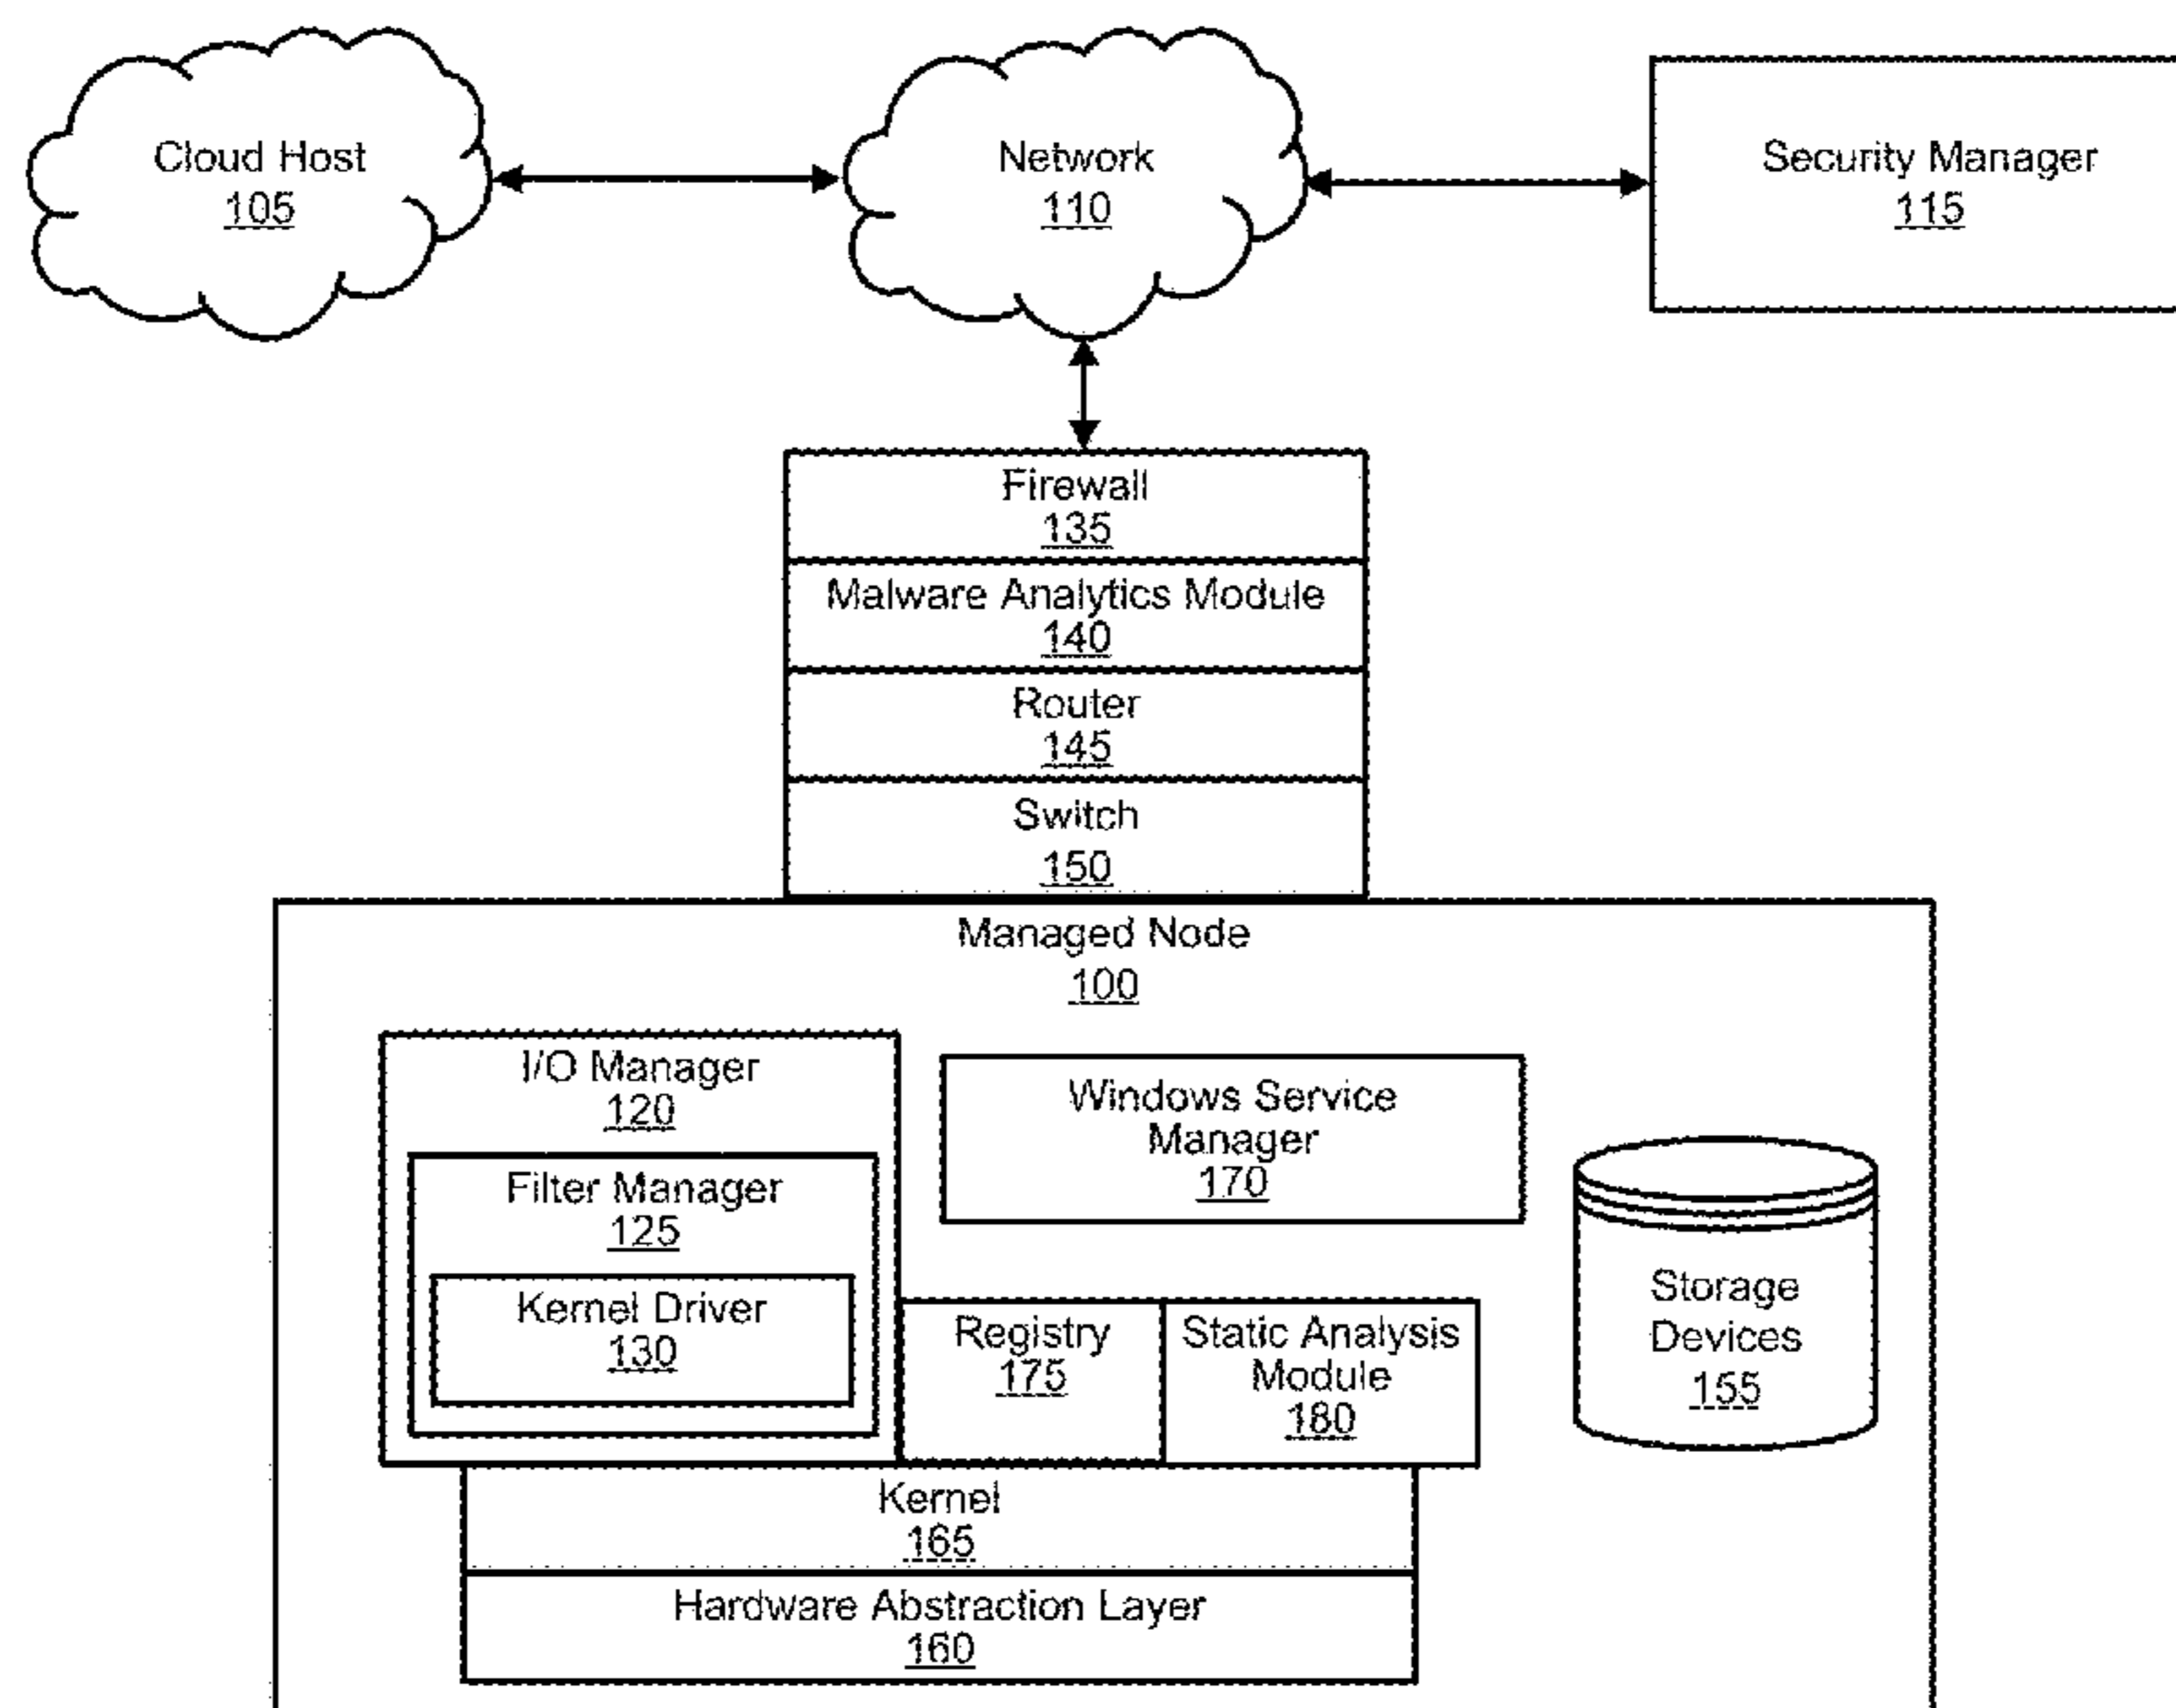 Cloud Host
105
Network
110
Security Manager
115
Firewall
135
Malware Analytics Module
140
Router
145
Switch
150
Managed Node
100
I/O Manager
120
Filter Manager
125
Kernel Driver
130
Windows Service
Manager
170
Registry
175
Static Analysis
Module
180
Storage
Devices
155
Kernel
165
Hardware Abstraction Layer
160